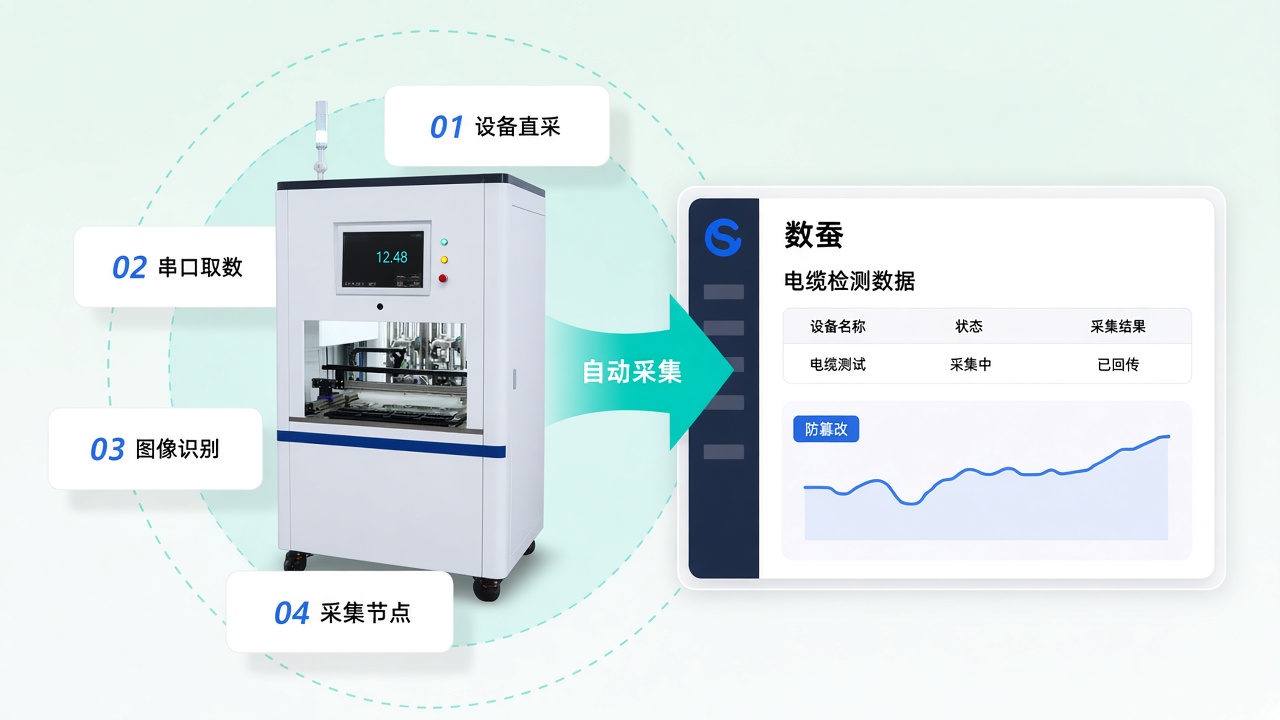 01 设备直采
02 串口取数
03 图像识别
04 采集节点
12.48
自动采集
数蚕
电缆检测数据
设备名称 状态 采集结果
电缆测试 采集中 已回传
防篡改